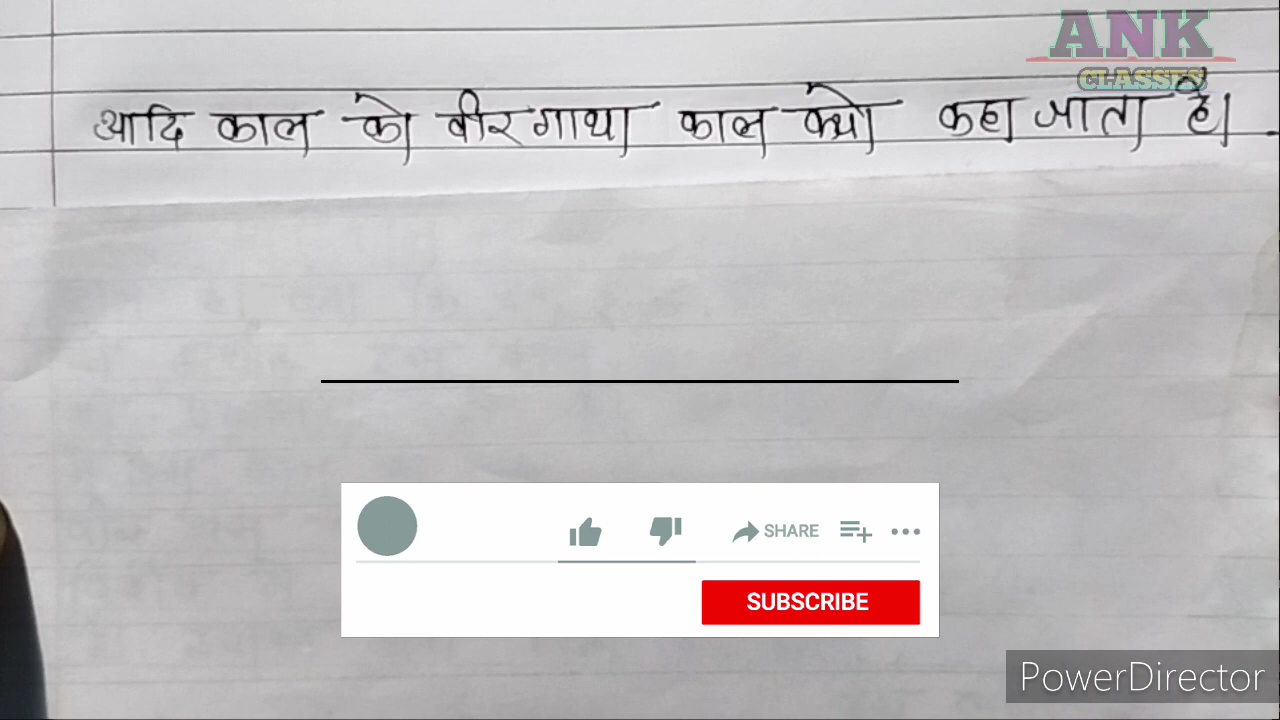 ANK
CLASSES
आदि काल को वीरगाथा काल क्यो कहा जाता है।
SHARE
SUBSCRIBE
PowerDirector